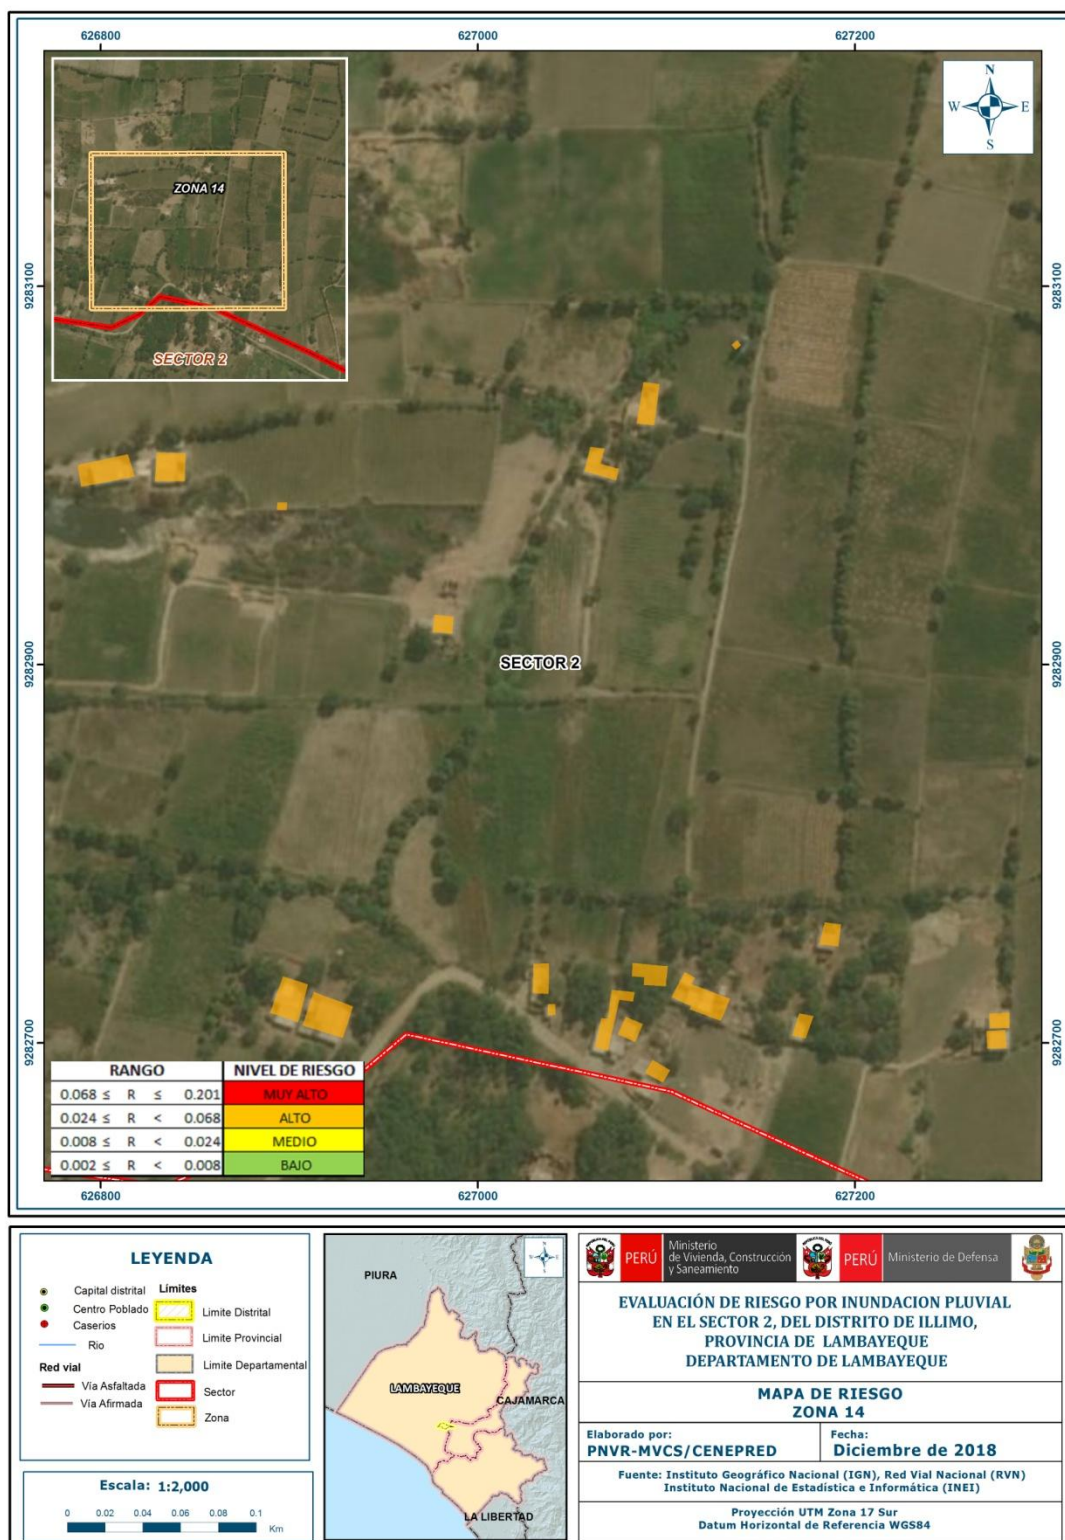 626800
627000
627200
N
W
E
S
ZONA 14
SECTOR 2
9283100
9283100
SECTOR 2
9282900
9282900
9282700
9282700
RANGO NIVEL DE RIESGO
0.068 ≤ R ≤ 0.201 MUY ALTO
0.024 ≤ R < 0.068 ALTO
0.008 ≤ R < 0.024 MEDIO
0.002 ≤ R < 0.008 BAJO
626800
627000
627200
LEYENDA
Capital distrital
Centro Poblado
Caserios
Rio
Red vial
Vía Asfaltada
Vía Afirmada
Límites
Limite Distrital
Limite Provincial
Limite Departamental
Sector
Zona
Escala: 1:2,000
0 0.02 0.04 0.06 0.08 0.1
Km
PIURA
LAMBAYEQUE
CAJAMARCA
LA LIBERTAD
PERÚ
Ministerio
de Vivienda, Construcción
y Saneamiento
PERÚ
Ministerio de Defensa
EVALUACIÓN DE RIESGO POR INUNDACION PLUVIAL
EN EL SECTOR 2, DEL DISTRITO DE ILLIMO,
PROVINCIA DE LAMBAYEQUE
DEPARTAMENTO DE LAMBAYEQUE
MAPA DE RIESGO
ZONA 14
Elaborado por:
PNVR-MVCS/CENEPRED
Fecha:
Diciembre de 2018
Fuente: Instituto Geográfico Nacional (IGN), Red Vial Nacional (RVN)
Instituto Nacional de Estadística e Informática (INEI)
Proyección UTM Zona 17 Sur
Datum Horizontal de Referencia WGS84